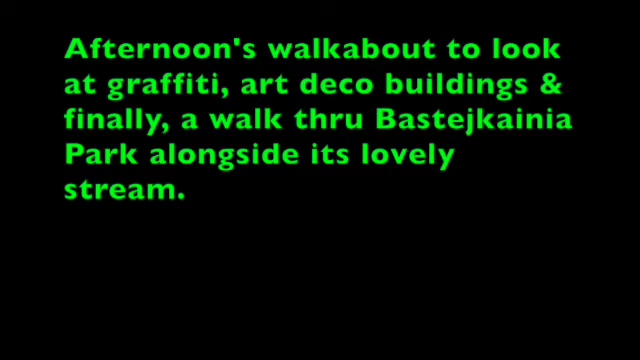 Afternoon's walkabout to look
at graffiti, art deco buildings &
finally, a walk thru Bastejkainia
Park alongside its lovely
stream.